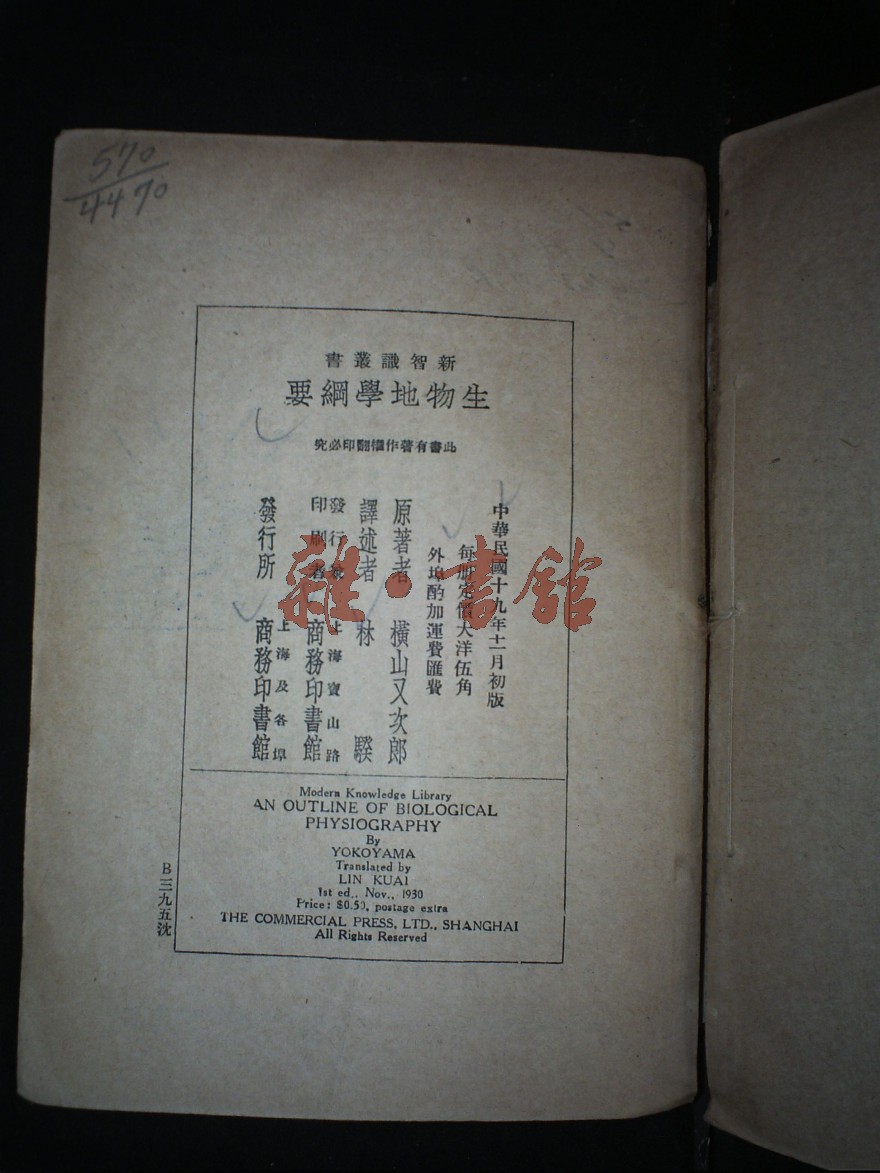 570
4470
新智識叢書
生物地學綱要
此書有著作權翻印必究
中華民國十九年十一月初版
每冊定價大洋伍角
外埠酌加運費匯費
原著者 橫山又次郎
譯述者 林騤
發行兼印刷者 上海寶山路 商務印書館
發行所 上海及各埠 商務印書館
雜·書館
Modern Knowledge Library
AN OUTLINE OF BIOLOGICAL
PHYSIOGRAPHY
By
YOKOYAMA
Translated by
LIN KUAI
1st ed., Nov., 1930
Price: $0.50, postage extra
THE COMMERCIAL PRESS, LTD., SHANGHAI
All Rights Reserved
B三九五沈